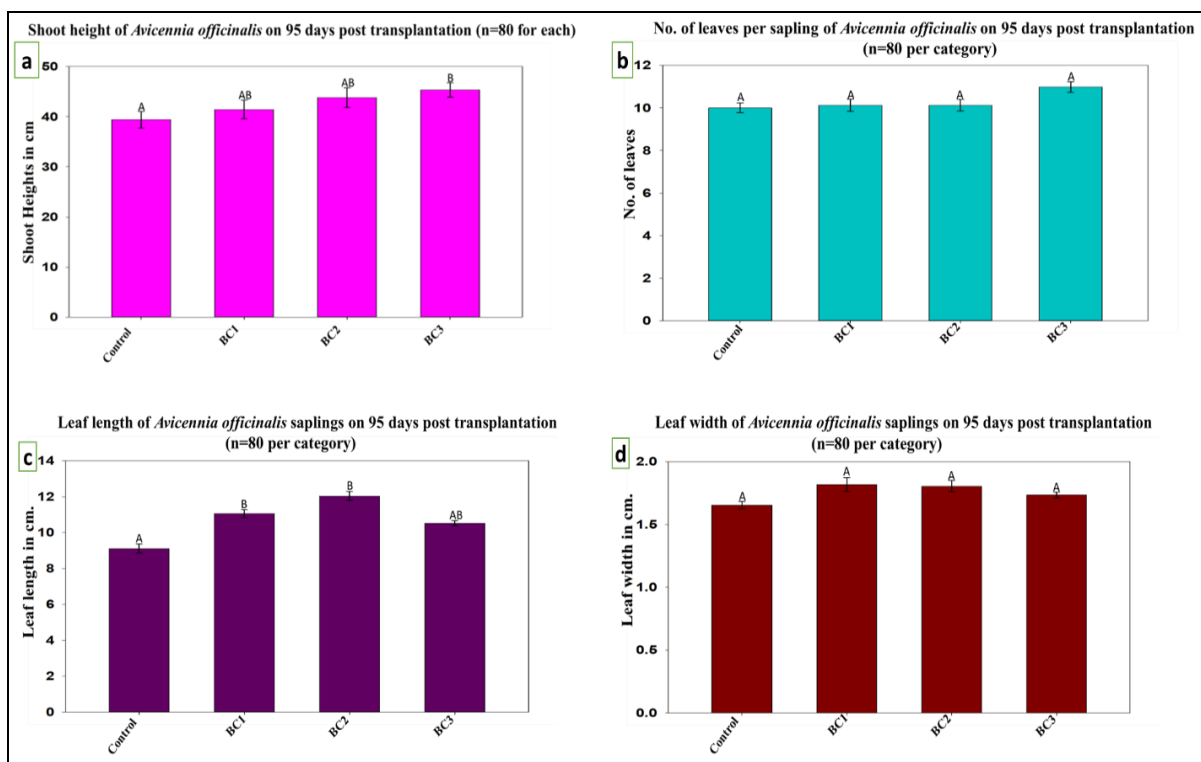 Shoot height of Avicennia officinalis on 95 days post transplantation (n=80 for each)
a
50
40
30
20
10
0
Shoot Heights in cm
A
AB
AB
B
Control
BC1
BC2
BC3
No. of leaves per sapling of Avicennia officinalis on 95 days post transplantation
(n=80 per category)
b
12
10
8
6
4
2
0
No. of leaves
A
A
A
A
Control
BC1
BC2
BC3
Leaf length of Avicennia officinalis saplings on 95 days post transplantation
(n=80 per category)
c
14
12
10
8
6
4
2
0
Leaf length in cm.
A
B
B
AB
Control
BC1
BC2
BC3
Leaf width of Avicennia officinalis saplings on 95 days post transplantation
(n=80 per category)
d
2.0
1.6
1.0
0.6
0.0
Leaf width in cm.
A
A
A
A
Control
BC1
BC2
BC3